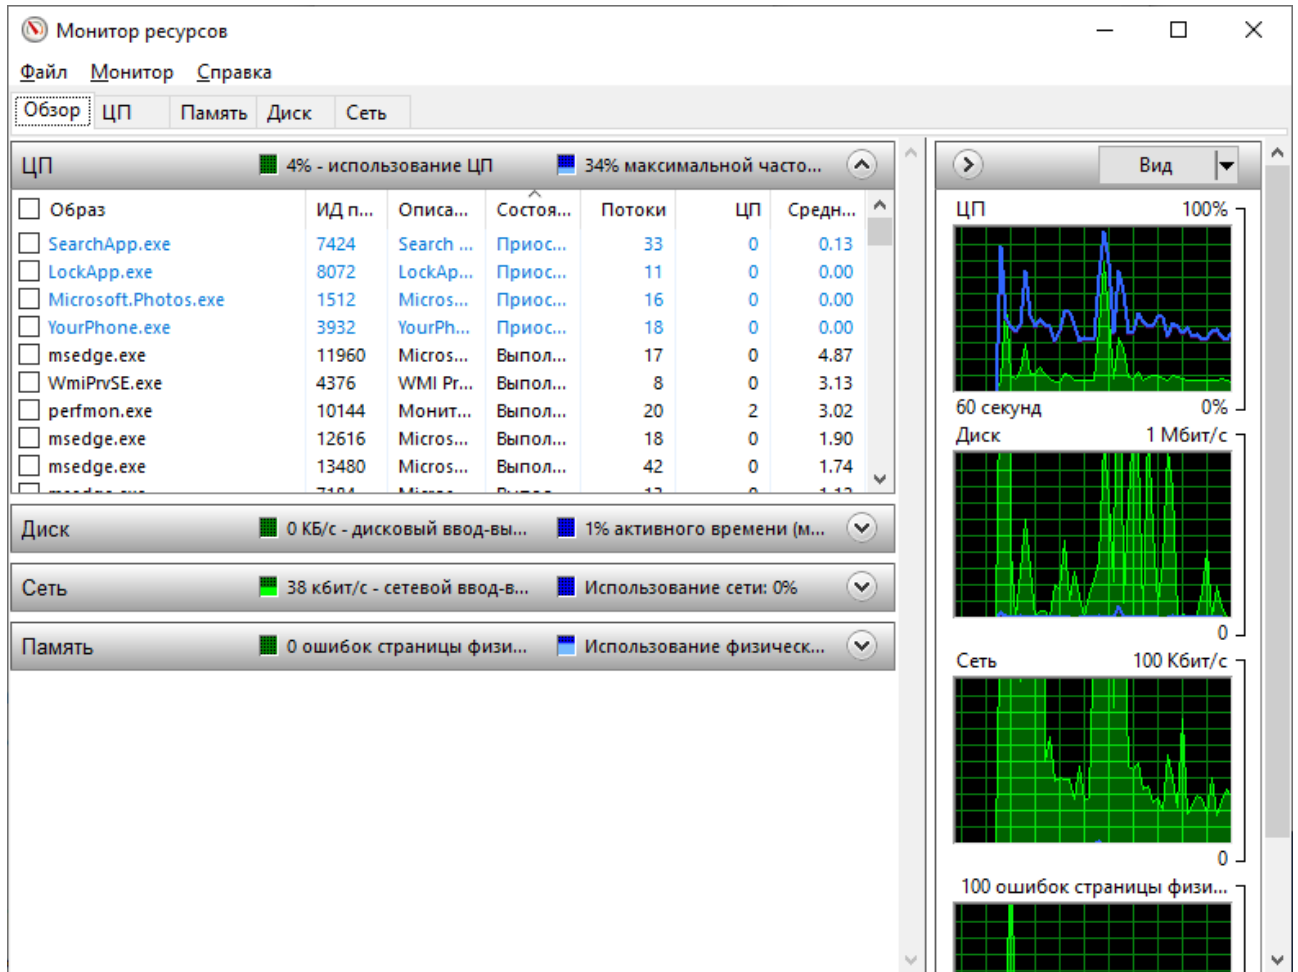 Монитор ресурсов
Файл Монитор Справка
Обзор ЦП Память Диск Сеть
ЦП 4% - использование ЦП 34% максимальной часто...
Образ ИД п... Описа... Состоя... Потоки ЦП Средн...
SearchApp.exe 7424 Search ... Приос... 33 0 0.13
LockApp.exe 8072 LockAp... Приос... 11 0 0.00
Microsoft.Photos.exe 1512 Micros... Приос... 16 0 0.00
YourPhone.exe 3932 YourPh... Приос... 18 0 0.00
msedge.exe 11960 Micros... Выпол... 17 0 4.87
WmiPrvSE.exe 4376 WMI Pr... Выпол... 8 0 3.13
perfmon.exe 10144 Монит... Выпол... 20 2 3.02
msedge.exe 12616 Micros... Выпол... 18 0 1.90
msedge.exe 13480 Micros... Выпол... 42 0 1.74
Диск 0 КБ/с - дисковый ввод-вы... 1% активного времени (м...
Сеть 38 кбит/с - сетевой ввод-в... Использование сети: 0%
Память 0 ошибок страницы физи... Использование физическ...
Вид
ЦП 100%
60 секунд 0%
Диск 1 Мбит/с
0
Сеть 100 Кбит/с
0
100 ошибок страницы физи...